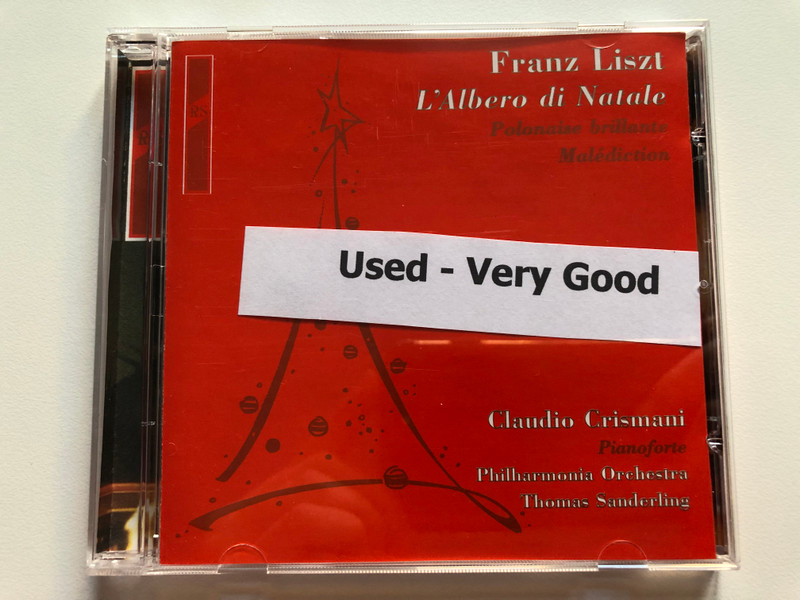 Franz Liszt
L'Albero di Natale
Polonaise brillante
Malédiction
Used - Very Good
Claudio Crismani
Pianoforte
Philharmonia Orchestra
Thomas Sanderling